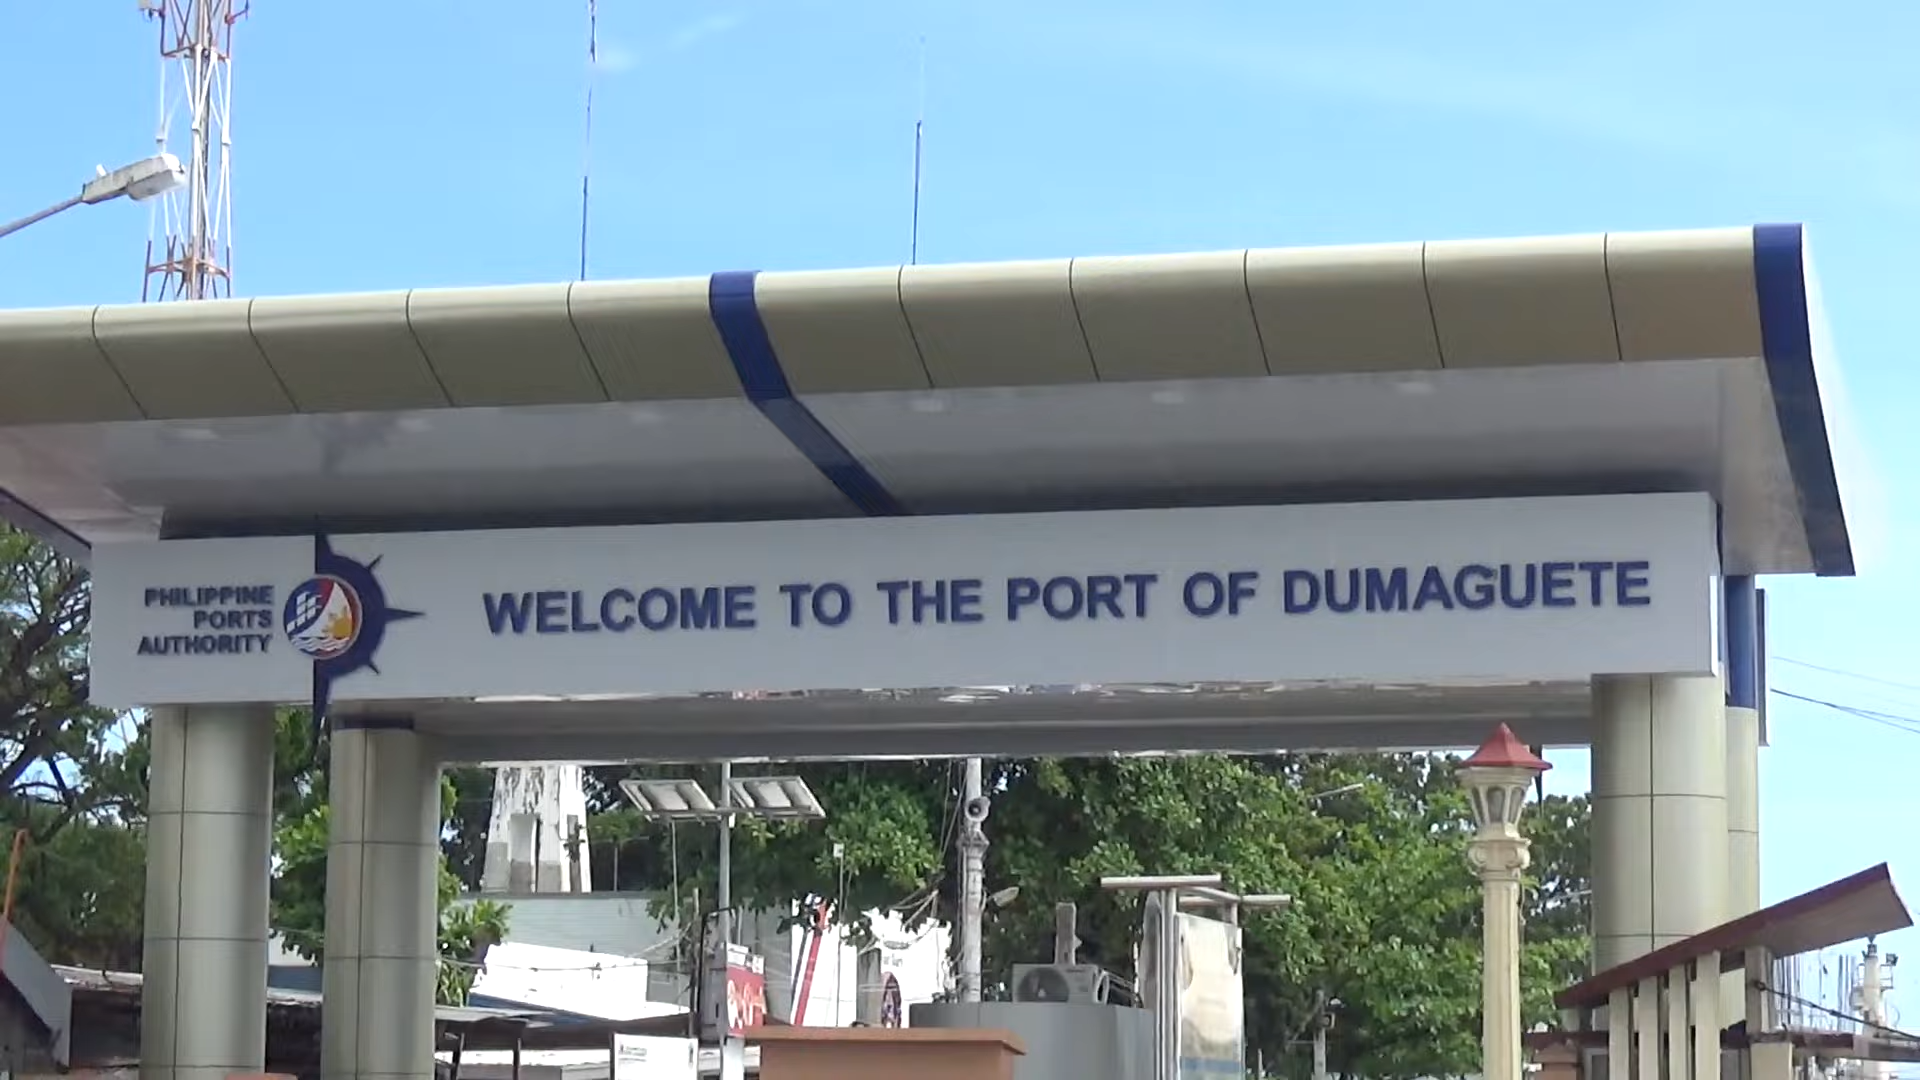 PHILIPPINE
PORTS
AUTHORITY
WELCOME TO THE PORT OF DUMAGUETE